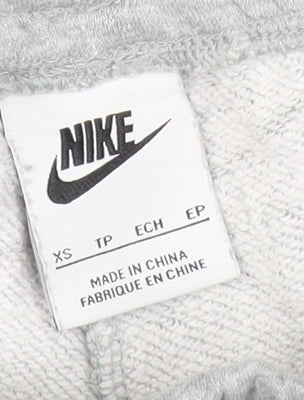 NIKE
XS TP ECH EP
MADE IN CHINA
FABRIQUE EN CHINE